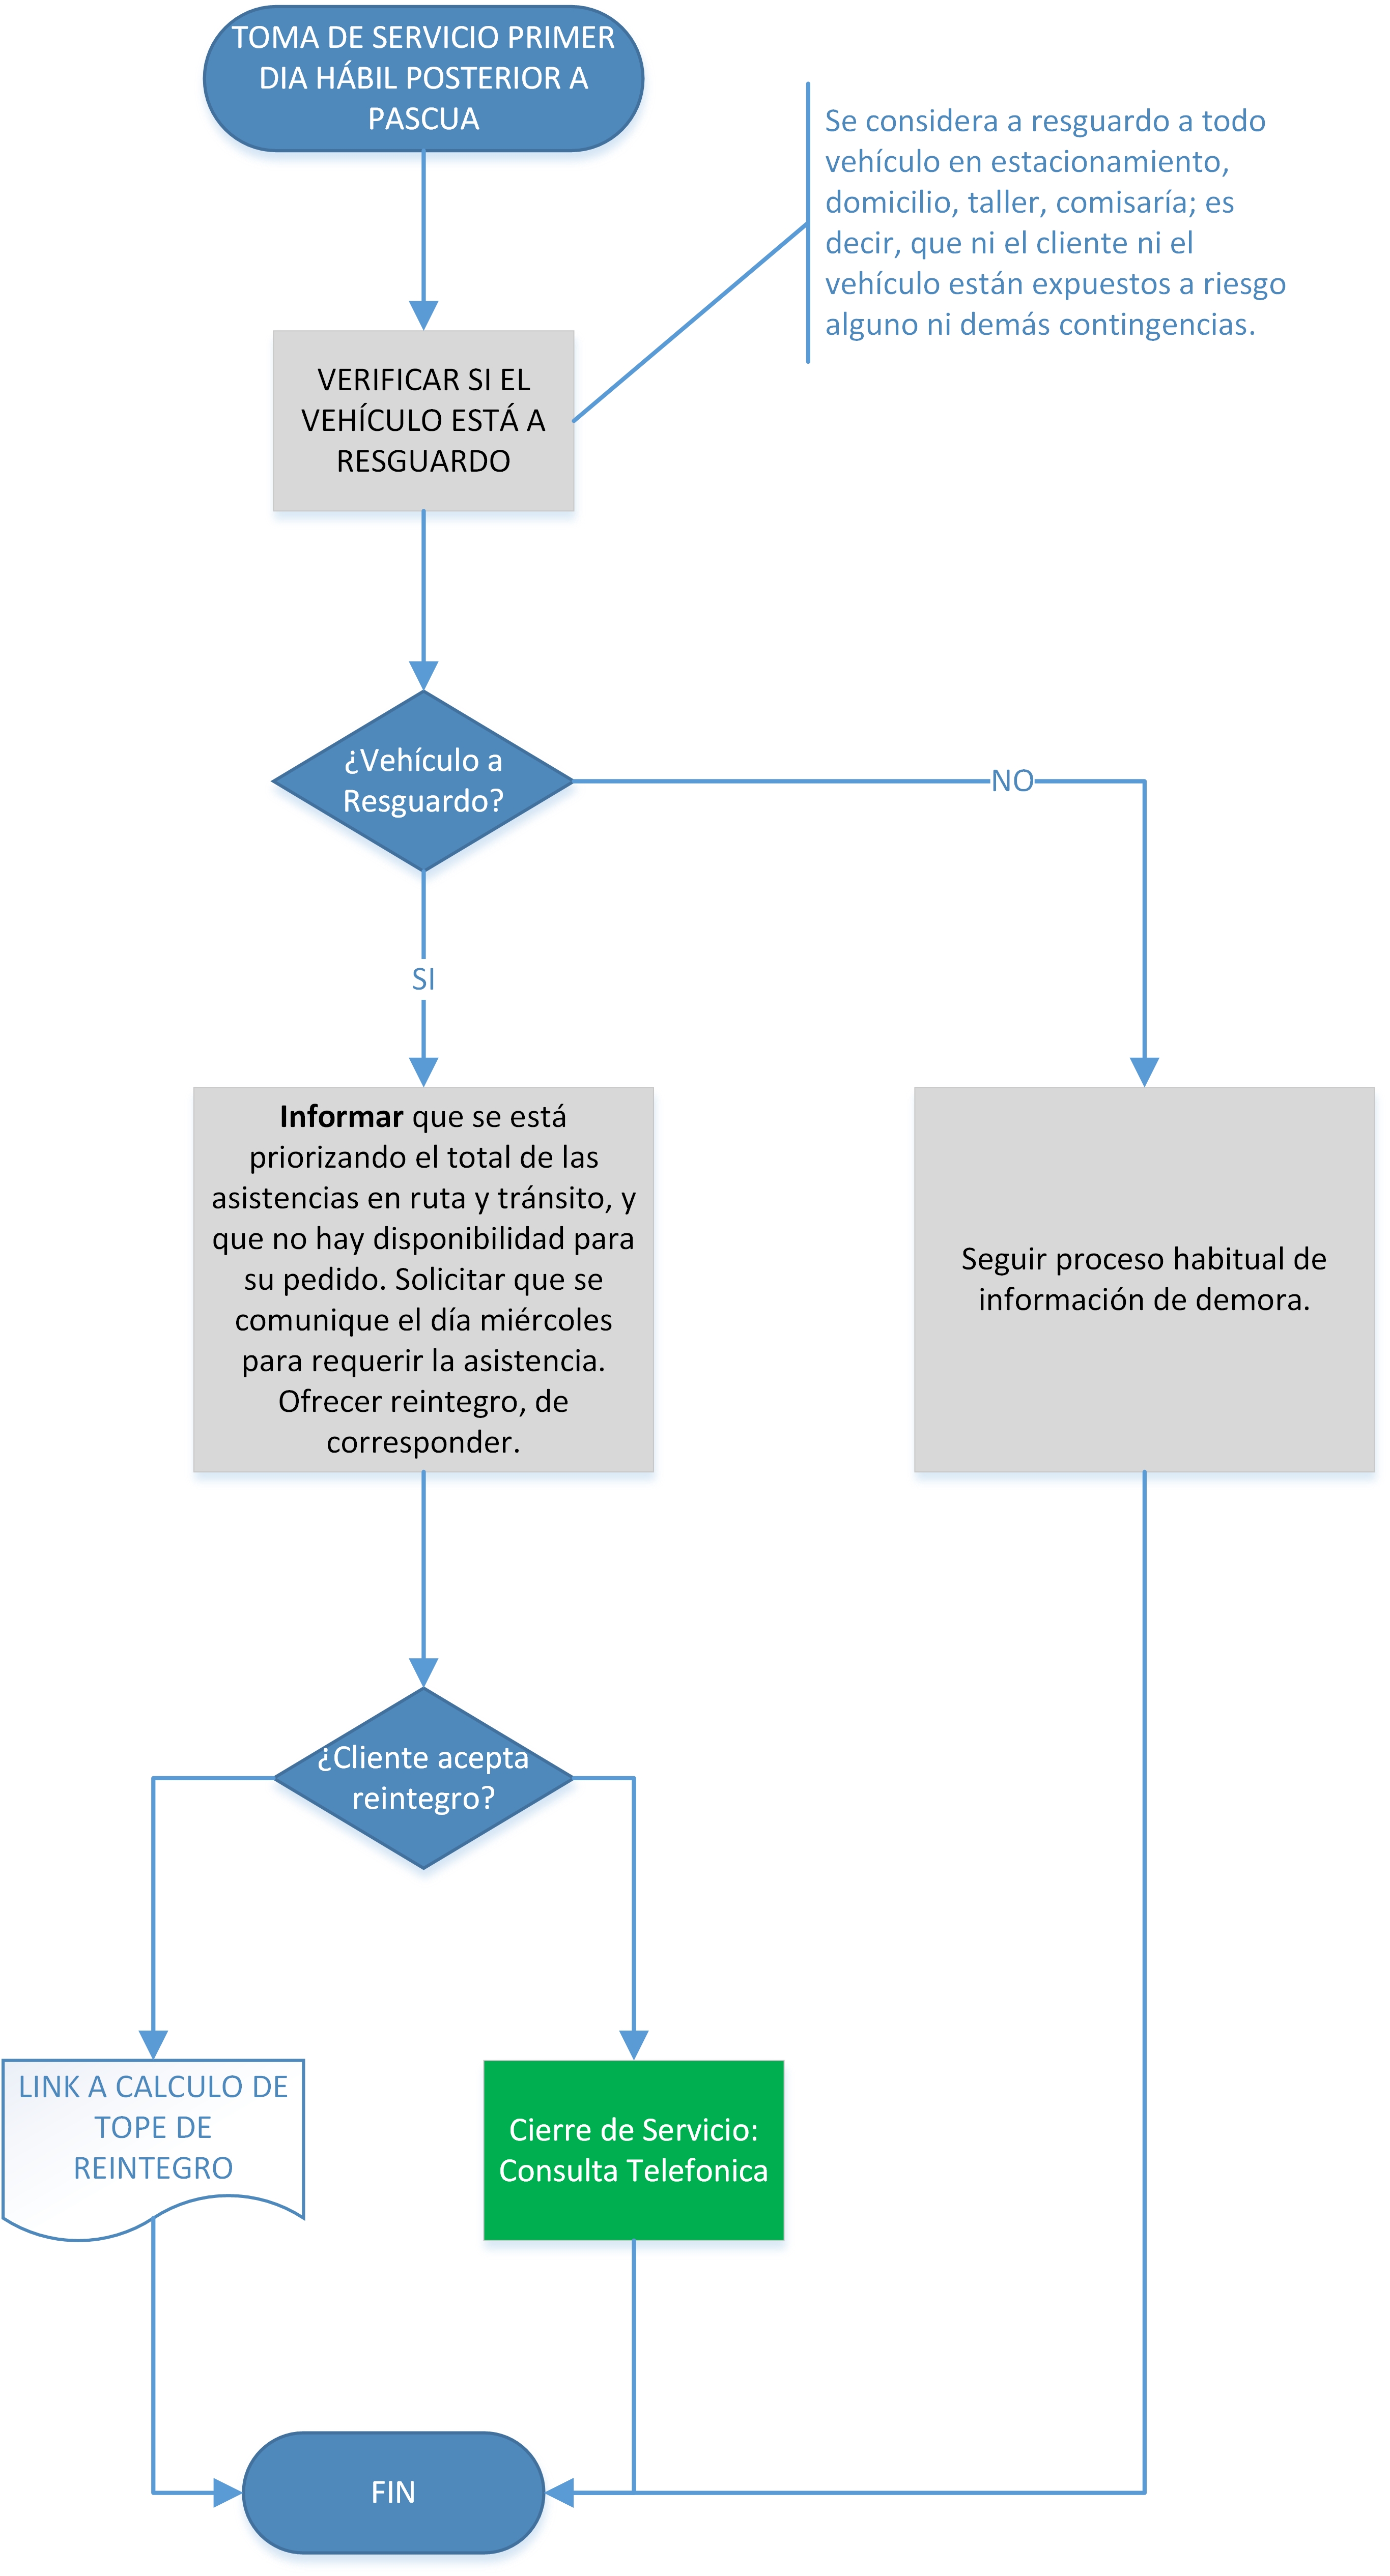 TOMA DE SERVICIO PRIMER
DIA HÁBIL POSTERIOR A
PASCUA
Se considera a resguardo a todo
vehículo en estacionamiento,
domicilio, taller, comisaría; es
decir, que ni el cliente ni el
vehículo están expuestos a riesgo
alguno ni demás contingencias.
VERIFICAR SI EL
VEHÍCULO ESTÁ A
RESGUARDO
¿Vehículo a
Resguardo?
NO
SI
Informar que se está
priorizando el total de las
asistencias en ruta y tránsito, y
que no hay disponibilidad para
su pedido. Solicitar que se
comunique el día miércoles
para requerir la asistencia.
Ofrecer reintegro, de
corresponder.
Seguir proceso habitual de
información de demora.
¿Cliente acepta
reintegro?
LINK A CALCULO DE
TOPE DE
REINTEGRO
Cierre de Servicio:
Consulta Telefonica
FIN